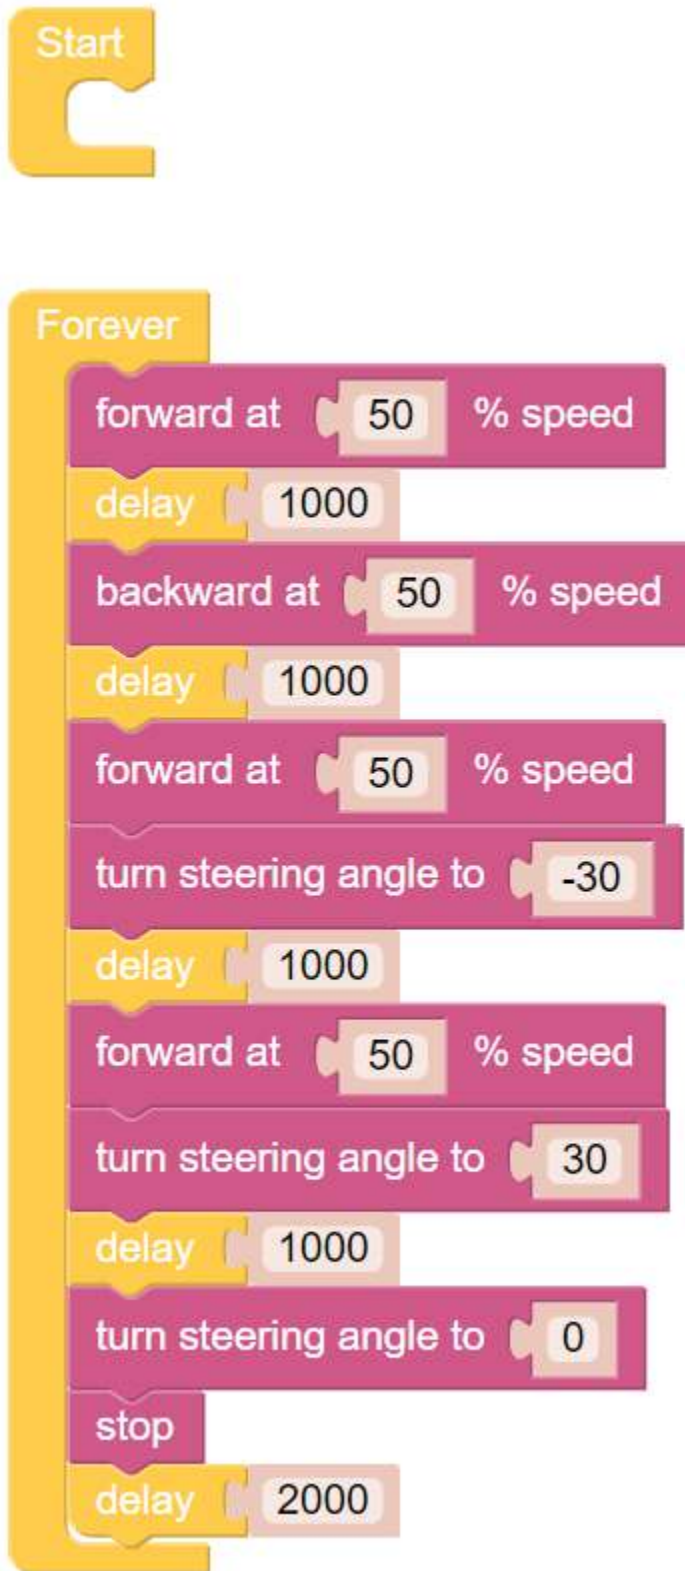 Start
Forever
forward at 50 % speed
delay 1000
backward at 50 % speed
delay 1000
forward at 50 % speed
turn steering angle to -30
delay 1000
forward at 50 % speed
turn steering angle to 30
delay 1000
turn steering angle to 0
stop
delay 2000